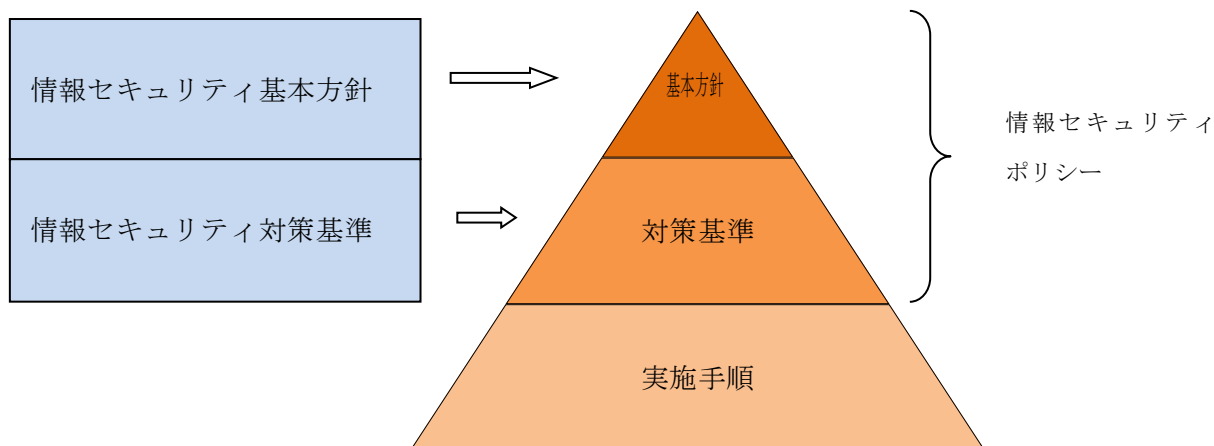 情報セキュリティ基本方針
情報セキュリティ対策基準
基本方針
対策基準
実施手順
情報セキュリティ
ポリシー